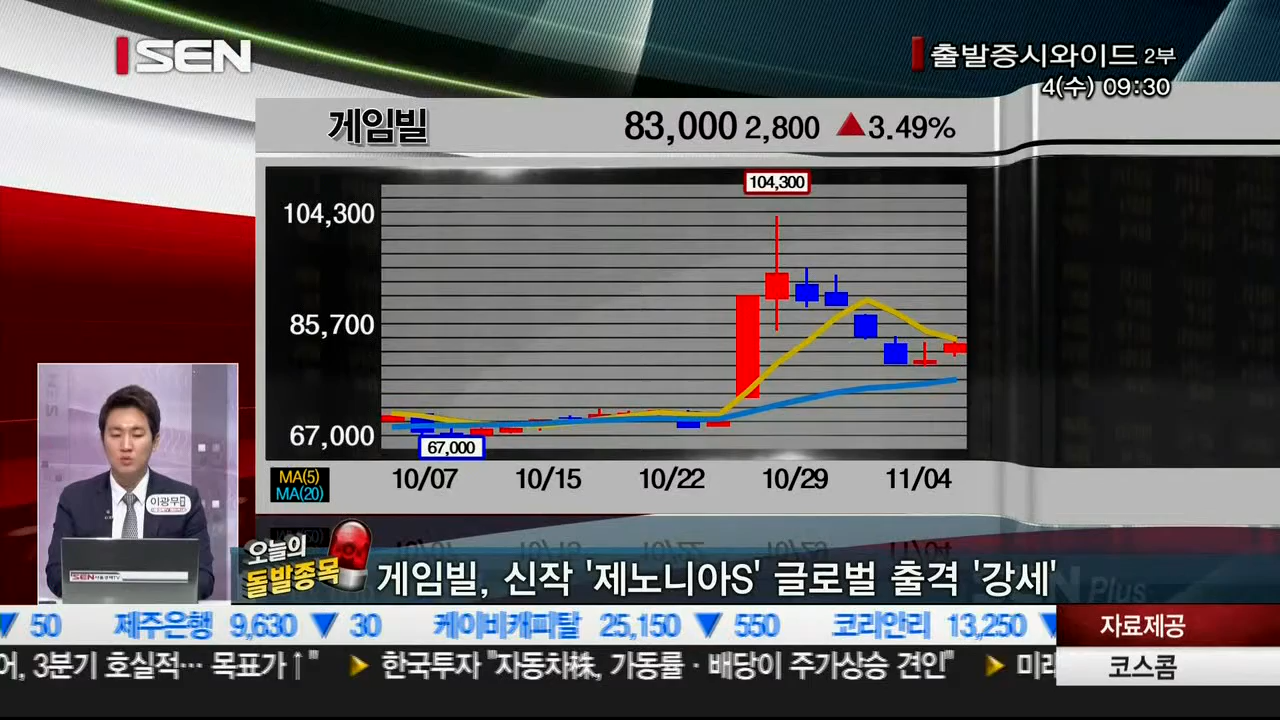 SEN
출발증시와이드 2부
4(수) 09:30
게임빌 83,000 2,800 ▲3.49%
104,300
104,300
85,700
67,000
67,000
MA(5)
MA(20)
10/07 10/15 10/22 10/29 11/04
이광무
오늘의
돌발종목
게임빌, 신작 '제노니아S' 글로벌 출격 '강세'
Plus
▼ 50 제주은행 9,630 ▼ 30 케이비캐피탈 25,150 ▼ 550 코리안리 13,250 ▼
자료제공
어, 3분기 호실적… 목표가↑" ▶ 한국투자 "자동차株, 가동률·배당이 주가상승 견인" ▶ 미래
코스콤